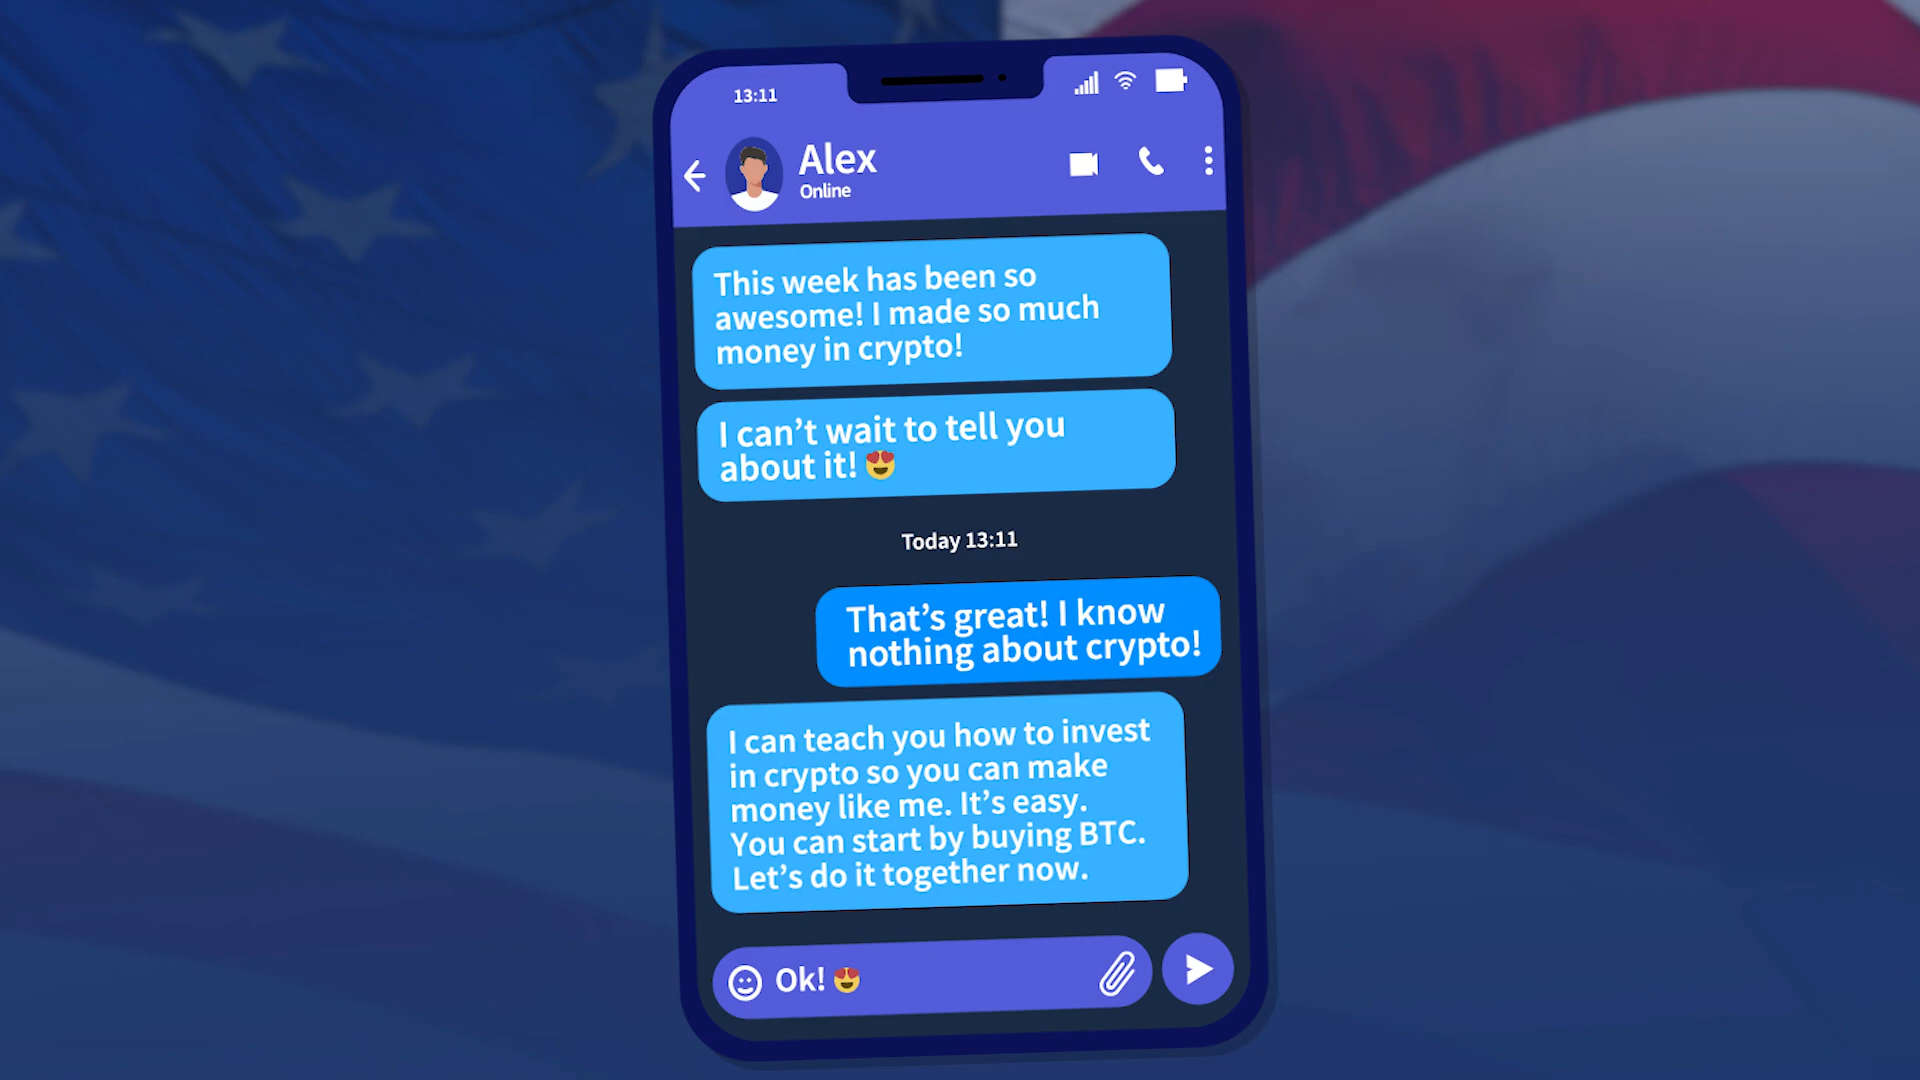 13:11
Alex
Online
This week has been so
awesome! I made so much
money in crypto!
I can’t wait to tell you
about it! 😍
Today 13:11
That’s great! I know
nothing about crypto!
I can teach you how to invest
in crypto so you can make
money like me. It’s easy.
You can start by buying BTC.
Let’s do it together now.
Ok! 😍